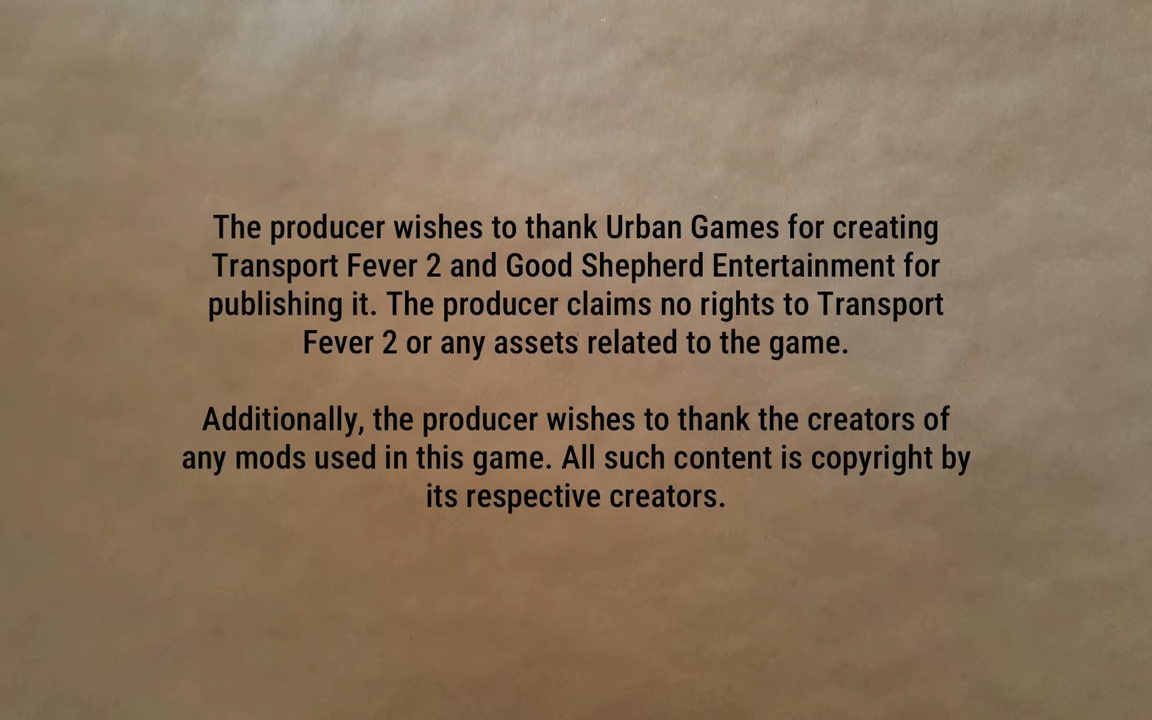 The producer wishes to thank Urban Games for creating
Transport Fever 2 and Good Shepherd Entertainment for
publishing it. The producer claims no rights to Transport
Fever 2 or any assets related to the game.
Additionally, the producer wishes to thank the creators of
any mods used in this game. All such content is copyright by
its respective creators.